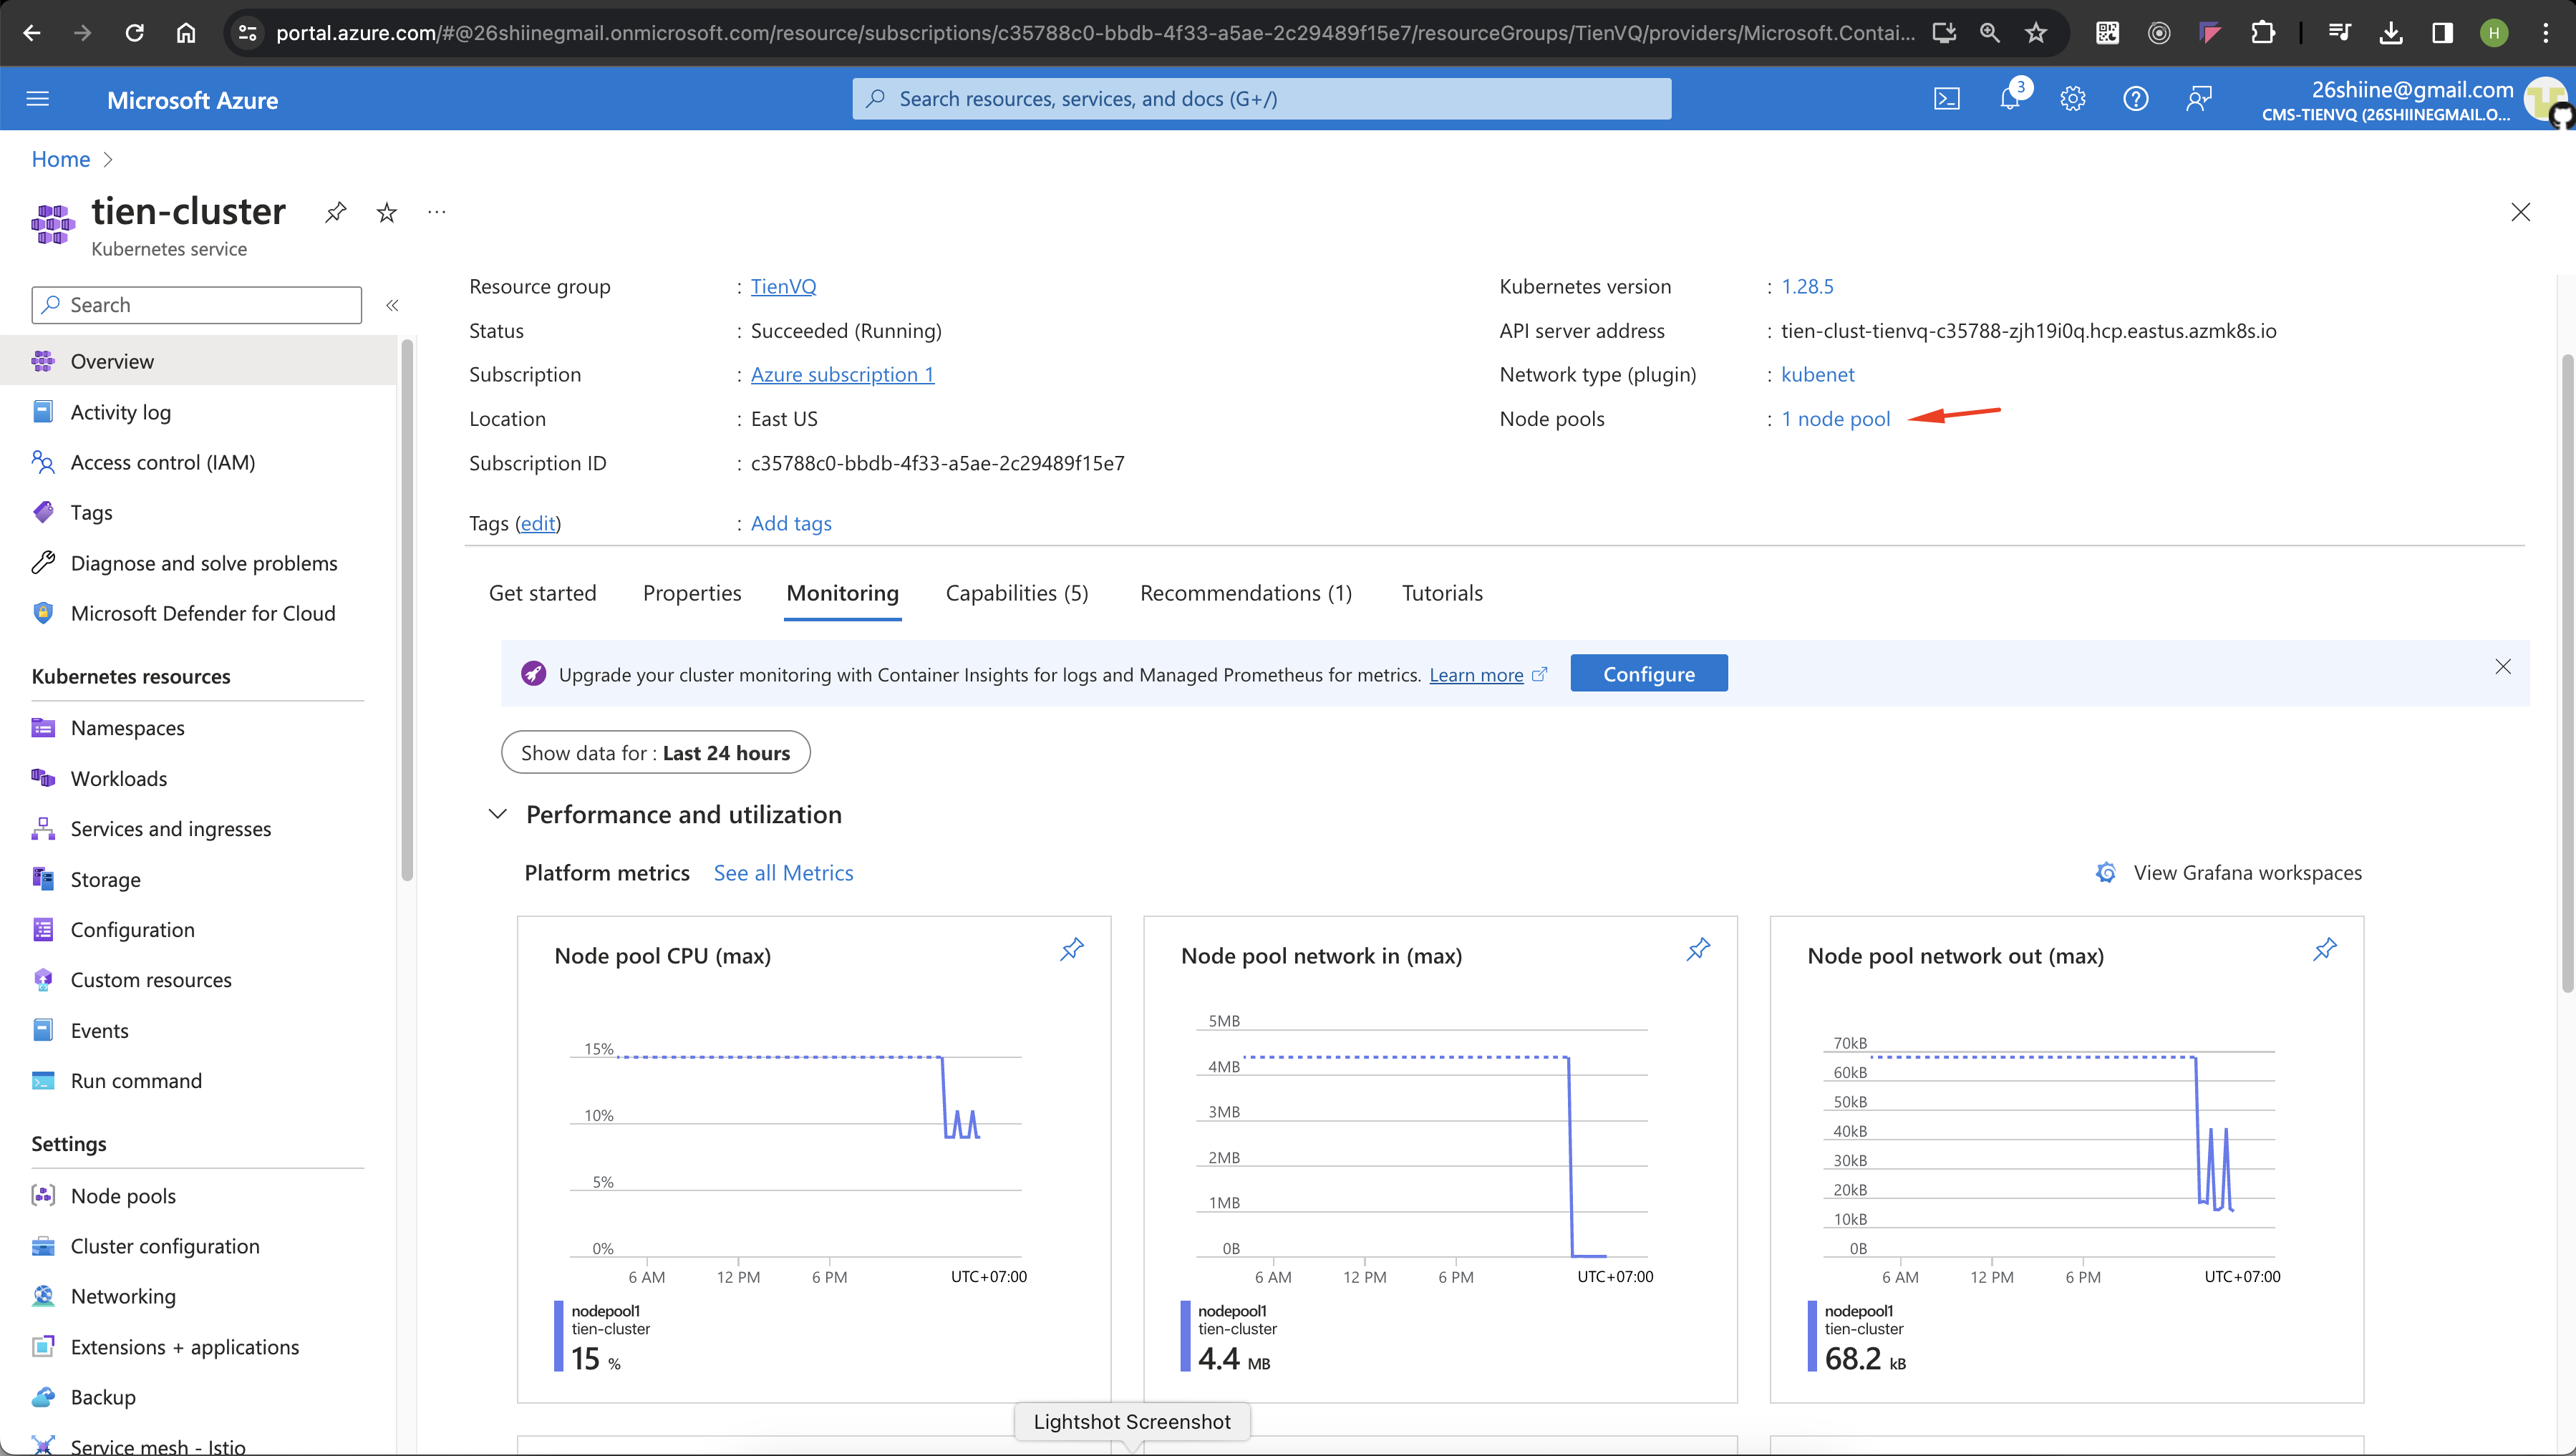 portal.azure.com/#@26shiinegmail.onmicrosoft.com/resource/subscriptions/c35788c0-bbdb-4f33-a5ae-2c29489f15e7/resourceGroups/TienVQ/providers/Microsoft.Contai...
H
Microsoft Azure
Search resources, services, and docs (G+/)
3
26shiine@gmail.com
CMS-TIENVQ (26SHIINEGMAIL.O...
Home
tien-cluster
Kubernetes service
Search
Overview
Activity log
Access control (IAM)
Tags
Diagnose and solve problems
Microsoft Defender for Cloud
Kubernetes resources
Namespaces
Workloads
Services and ingresses
Storage
Configuration
Custom resources
Events
Run command
Settings
Node pools
Cluster configuration
Networking
Extensions + applications
Backup
Service mesh - Istio
Resource group : TienVQ
Status : Succeeded (Running)
Subscription : Azure subscription 1
Location : East US
Subscription ID : c35788c0-bbdb-4f33-a5ae-2c29489f15e7
Tags (edit) : Add tags
Kubernetes version : 1.28.5
API server address : tien-clust-tienvq-c35788-zjh19i0q.hcp.eastus.azmk8s.io
Network type (plugin) : kubenet
Node pools : 1 node pool
Get started Properties Monitoring Capabilities (5) Recommendations (1) Tutorials
Upgrade your cluster monitoring with Container Insights for logs and Managed Prometheus for metrics. Learn more Configure
Show data for : Last 24 hours
Performance and utilization
Platform metrics See all Metrics
View Grafana workspaces
Node pool CPU (max)
15%
10%
5%
0%
6 AM 12 PM 6 PM UTC+07:00
nodepool1
tien-cluster
15 %
Node pool network in (max)
5MB
4MB
3MB
2MB
1MB
0B
6 AM 12 PM 6 PM UTC+07:00
nodepool1
tien-cluster
4.4 MB
Node pool network out (max)
70kB
60kB
50kB
40kB
30kB
20kB
10kB
0B
6 AM 12 PM 6 PM UTC+07:00
nodepool1
tien-cluster
68.2 kB
Lightshot Screenshot